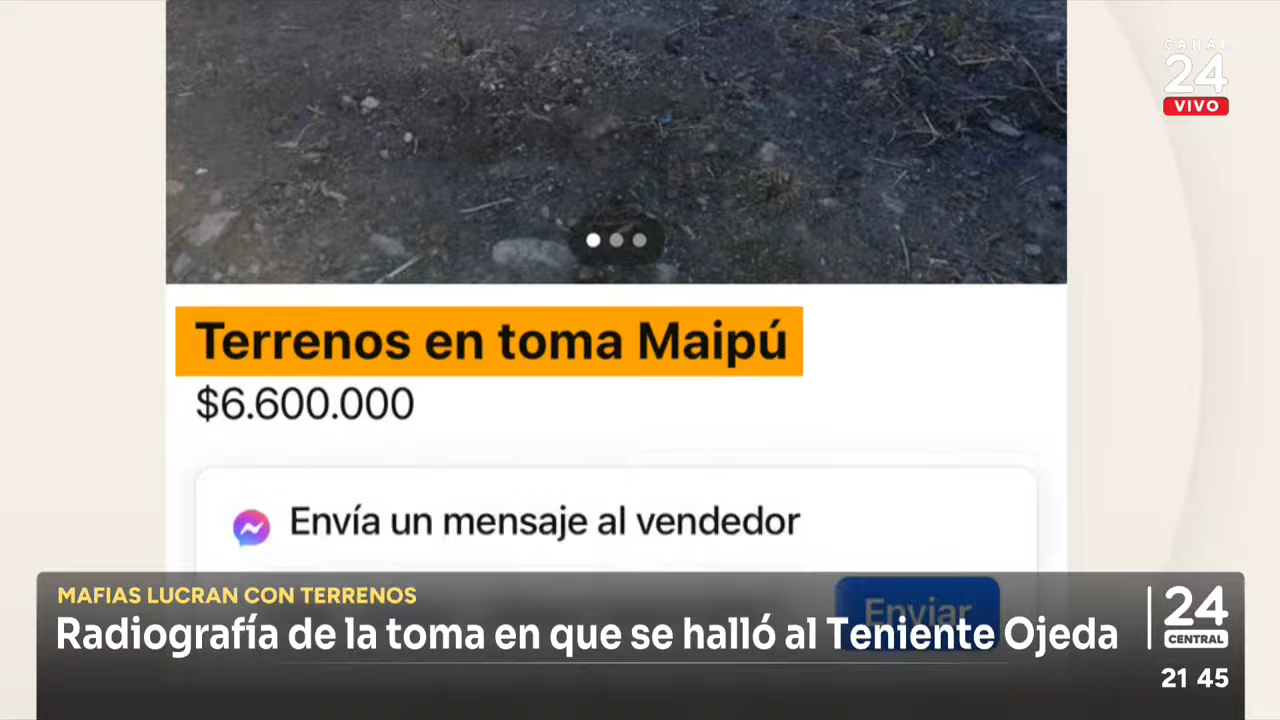 CANAL
24
VIVO
Terrenos en toma Maipú
$6.600.000
Envía un mensaje al vendedor
Enviar
MAFIAS LUCRAN CON TERRENOS
Radiografía de la toma en que se halló al Teniente Ojeda
24
CENTRAL
21 45